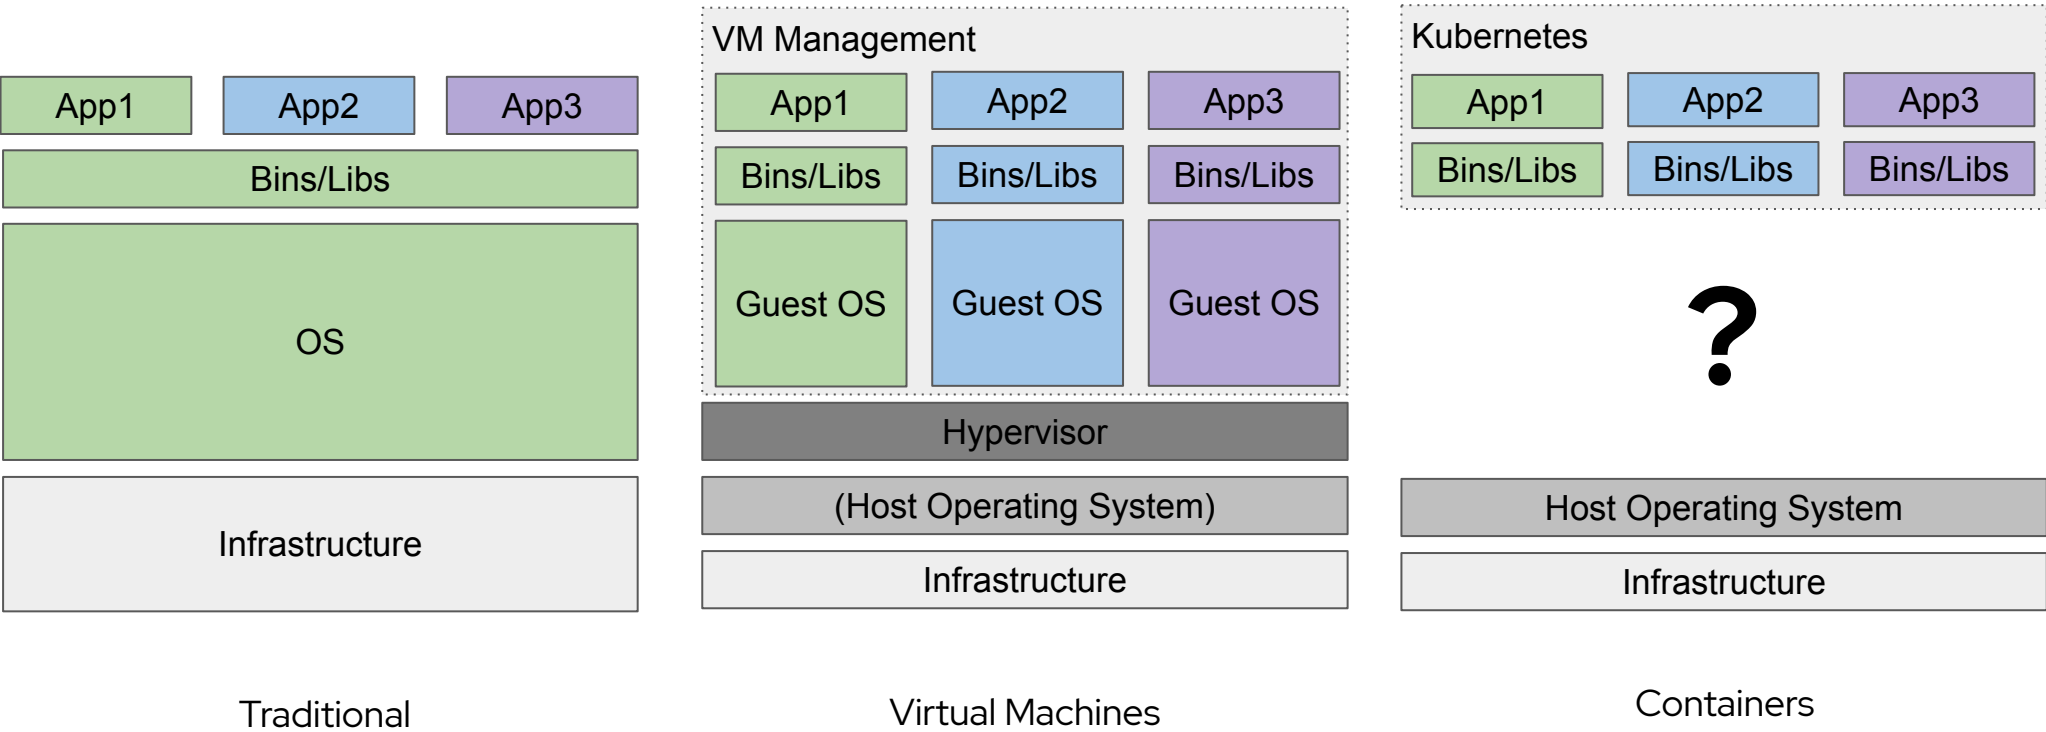 App1
App2
App3
Bins/Libs
OS
Infrastructure
Traditional
VM Management
App1
App2
App3
Bins/Libs
Bins/Libs
Bins/Libs
Guest OS
Guest OS
Guest OS
Hypervisor
(Host Operating System)
Infrastructure
Virtual Machines
Kubernetes
App1
App2
App3
Bins/Libs
Bins/Libs
Bins/Libs
?
Host Operating System
Infrastructure
Containers